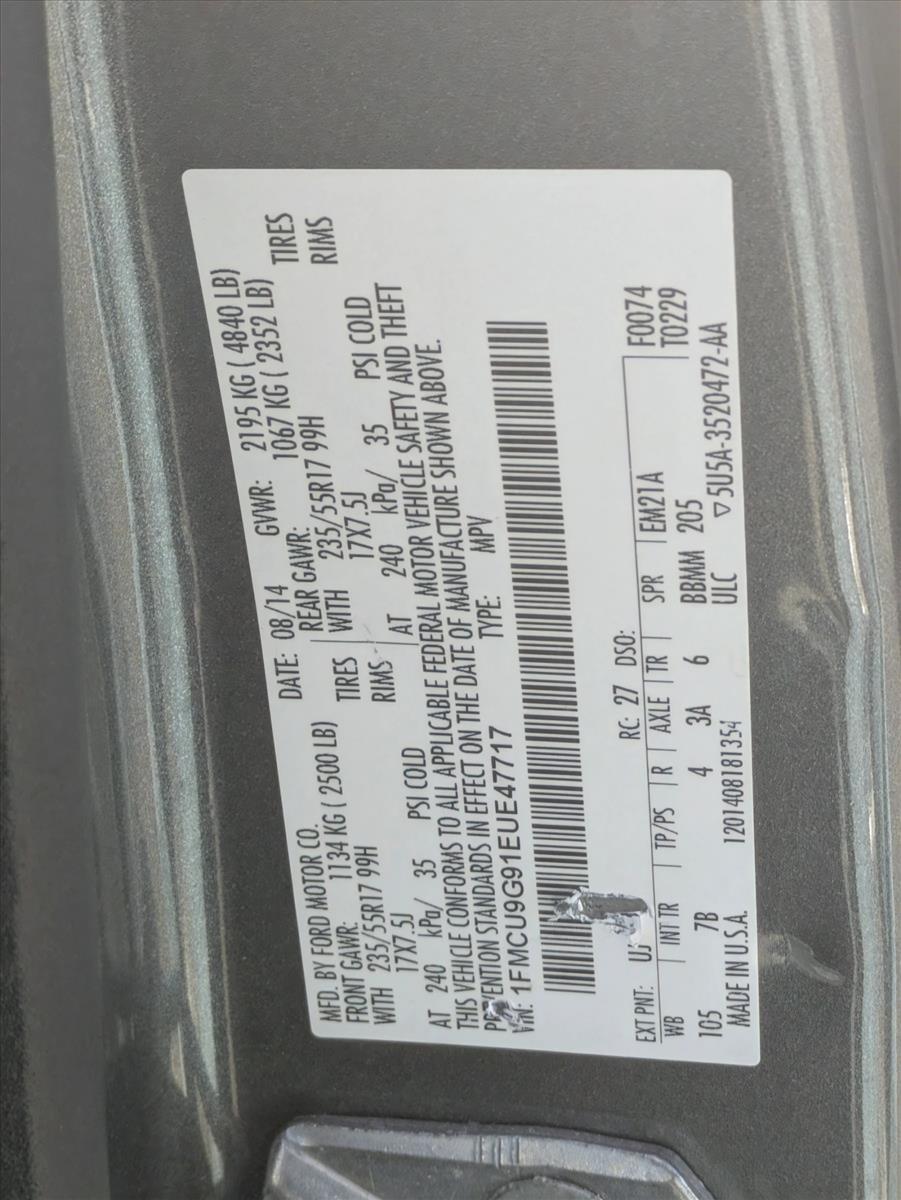 MFD. BY FORD MOTOR CO. DATE: 08/14 GVWR: 2195 KG ( 4840 LB)
FRONT GAWR: 1134 KG ( 2500 LB) REAR GAWR: 1067 KG ( 2352 LB)
WITH 235/55R17 99H TIRES WITH 235/55R17 99H TIRES
17X7.5J RIMS 17X7.5J RIMS
AT 240 kPa/ 35 PSI COLD AT 240 kPa/ 35 PSI COLD
THIS VEHICLE CONFORMS TO ALL APPLICABLE FEDERAL MOTOR VEHICLE SAFETY AND THEFT
STANDARDS IN EFFECT ON THE DATE OF MANUFACTURE SHOWN ABOVE.
VIN: 1FMCU9G91EUE47717 TYPE: MPV
EXT PNT: UJ RC: 27 DSO: F0074
WB INT TR TP/PS R AXLE TR SPR EM21A T0229
105 7B 4 3A 6 BBMM 205
MADE IN U.S.A. 1201408181354 ULC ▽5U5A-3520472-AA